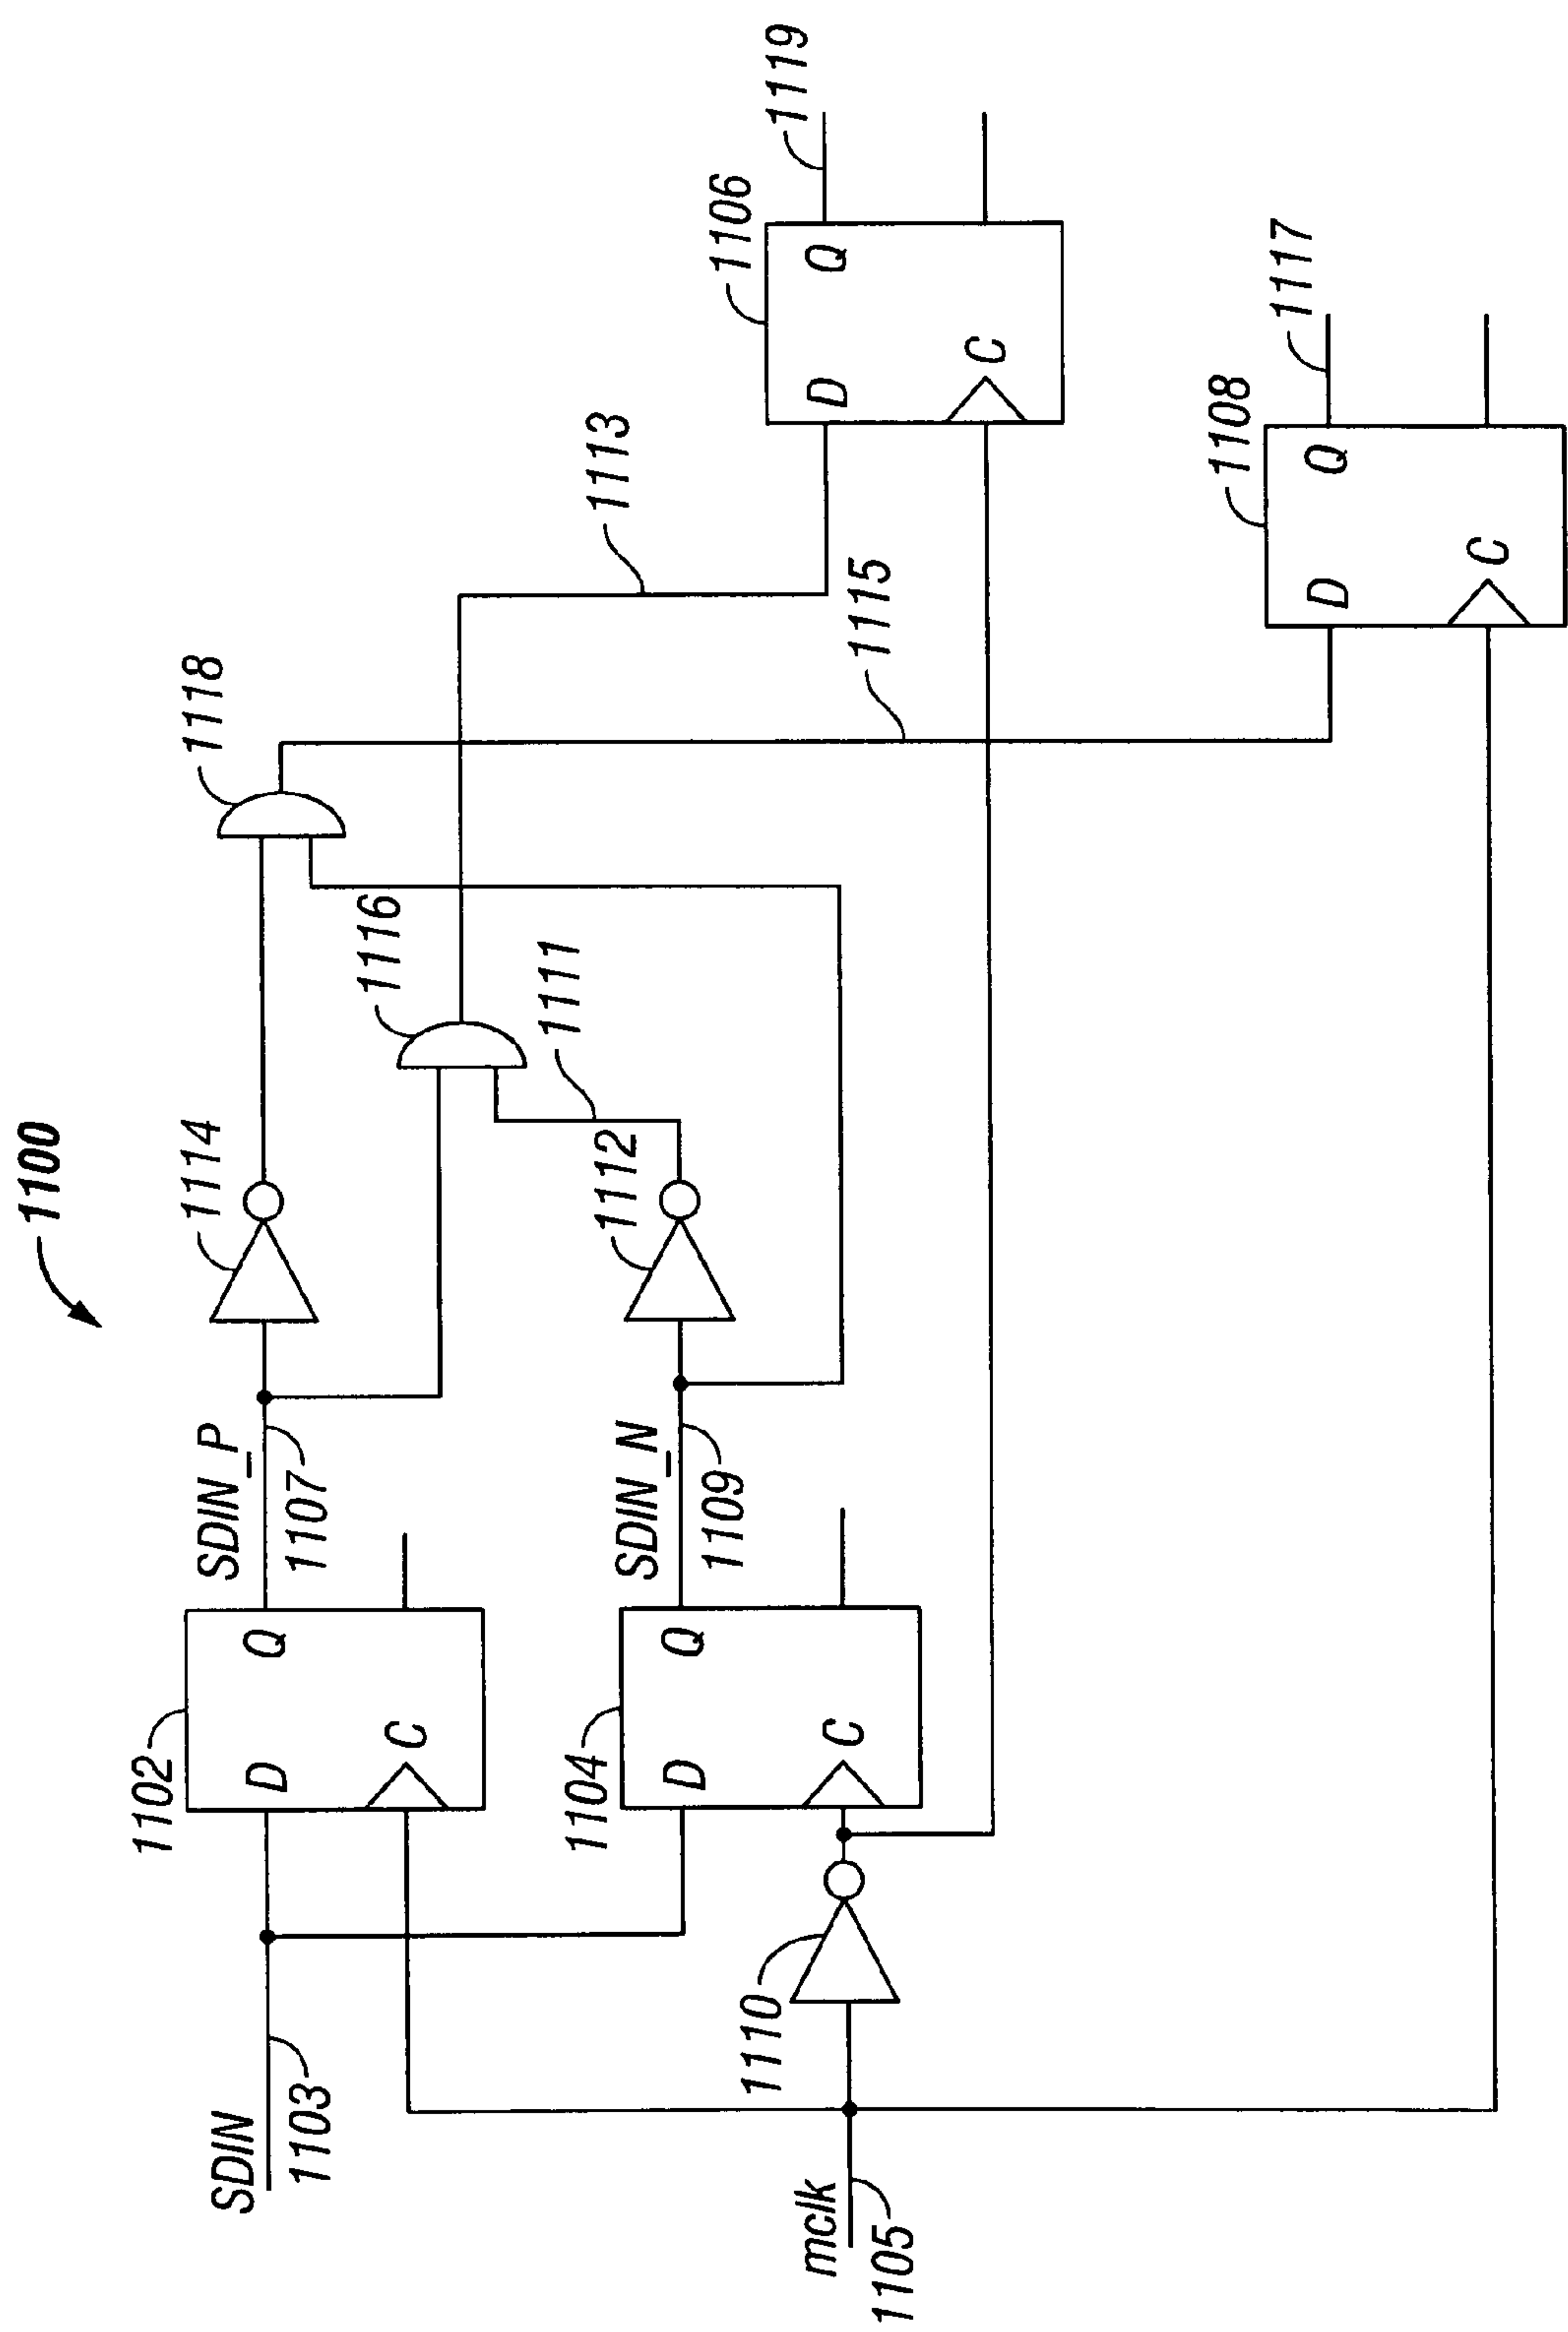 1100
SDIN
1103
mclk
1105
1110
1102
D
Q
C
1104
D
Q
C
SDIN_P
1107
SDIN_N
1109
1114
1112
1111
1116
1118
1113
1115
1106
D
Q
C
1119
1108
D
Q
C
1117